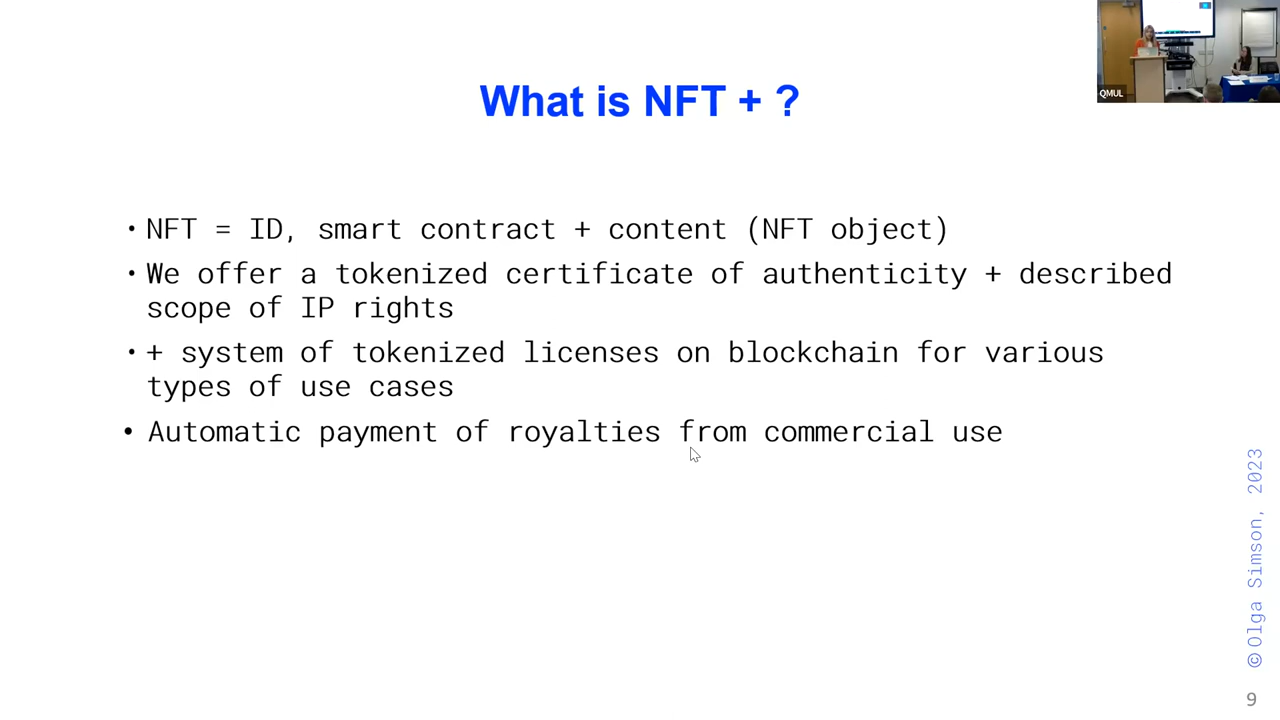 QMUL
What is NFT + ?
• NFT = ID, smart contract + content (NFT object)
• We offer a tokenized certificate of authenticity + described
scope of IP rights
• + system of tokenized licenses on blockchain for various
types of use cases
• Automatic payment of royalties from commercial use
© Olga Simson, 2023
9